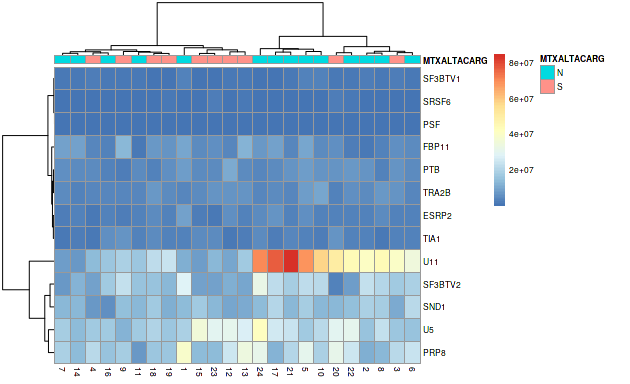 MTXALTACARG
SF3BTV1
SRSF6
PSF
FBP11
PTB
TRA2B
ESRP2
TIA1
U11
SF3BTV2
SND1
U5
PRP8
7 14 4 16 9 11 18 19 1 15 23 12 13 24 17 21 5 10 20 22 2 8 3 6
8e+07
6e+07
4e+07
2e+07
MTXALTACARG
N
S